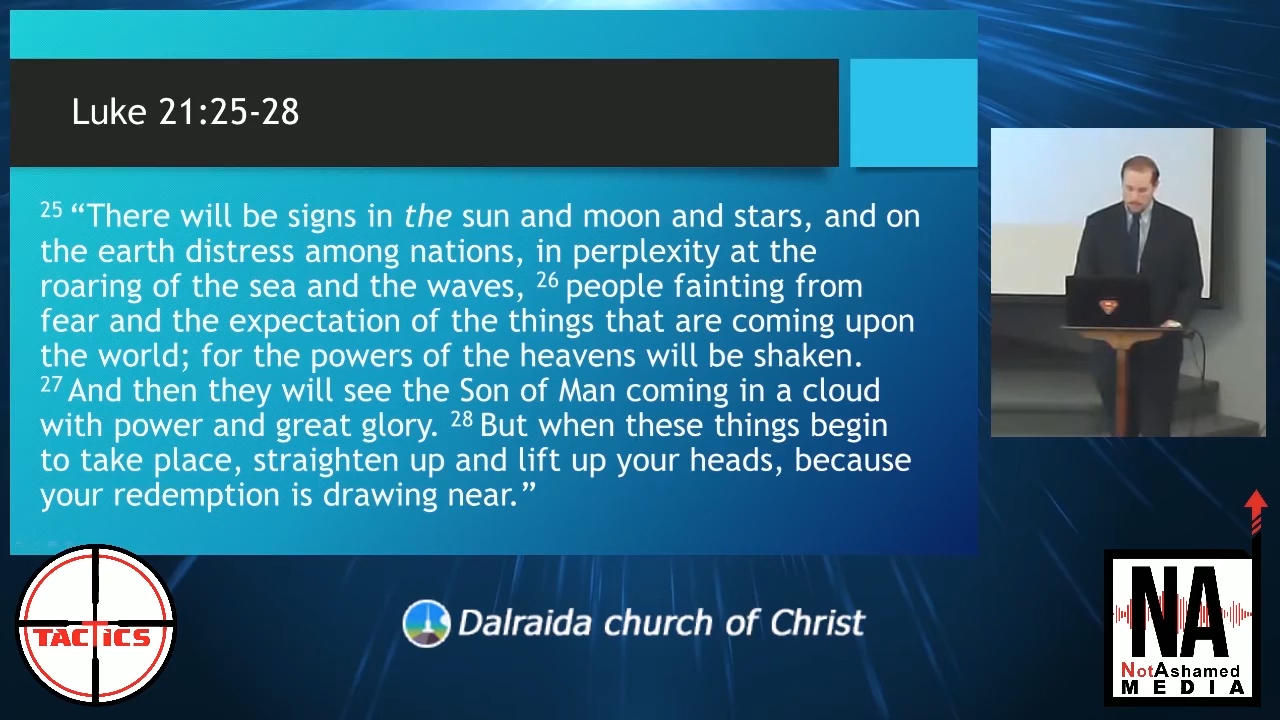 Luke 21:25-28
25 “There will be signs in the sun and moon and stars, and on
the earth distress among nations, in perplexity at the
roaring of the sea and the waves, 26 people fainting from
fear and the expectation of the things that are coming upon
the world; for the powers of the heavens will be shaken.
27 And then they will see the Son of Man coming in a cloud
with power and great glory. 28 But when these things begin
to take place, straighten up and lift up your heads, because
your redemption is drawing near.”
TACTICS
Dalraida church of Christ
NA
NotAshamed
MEDIA